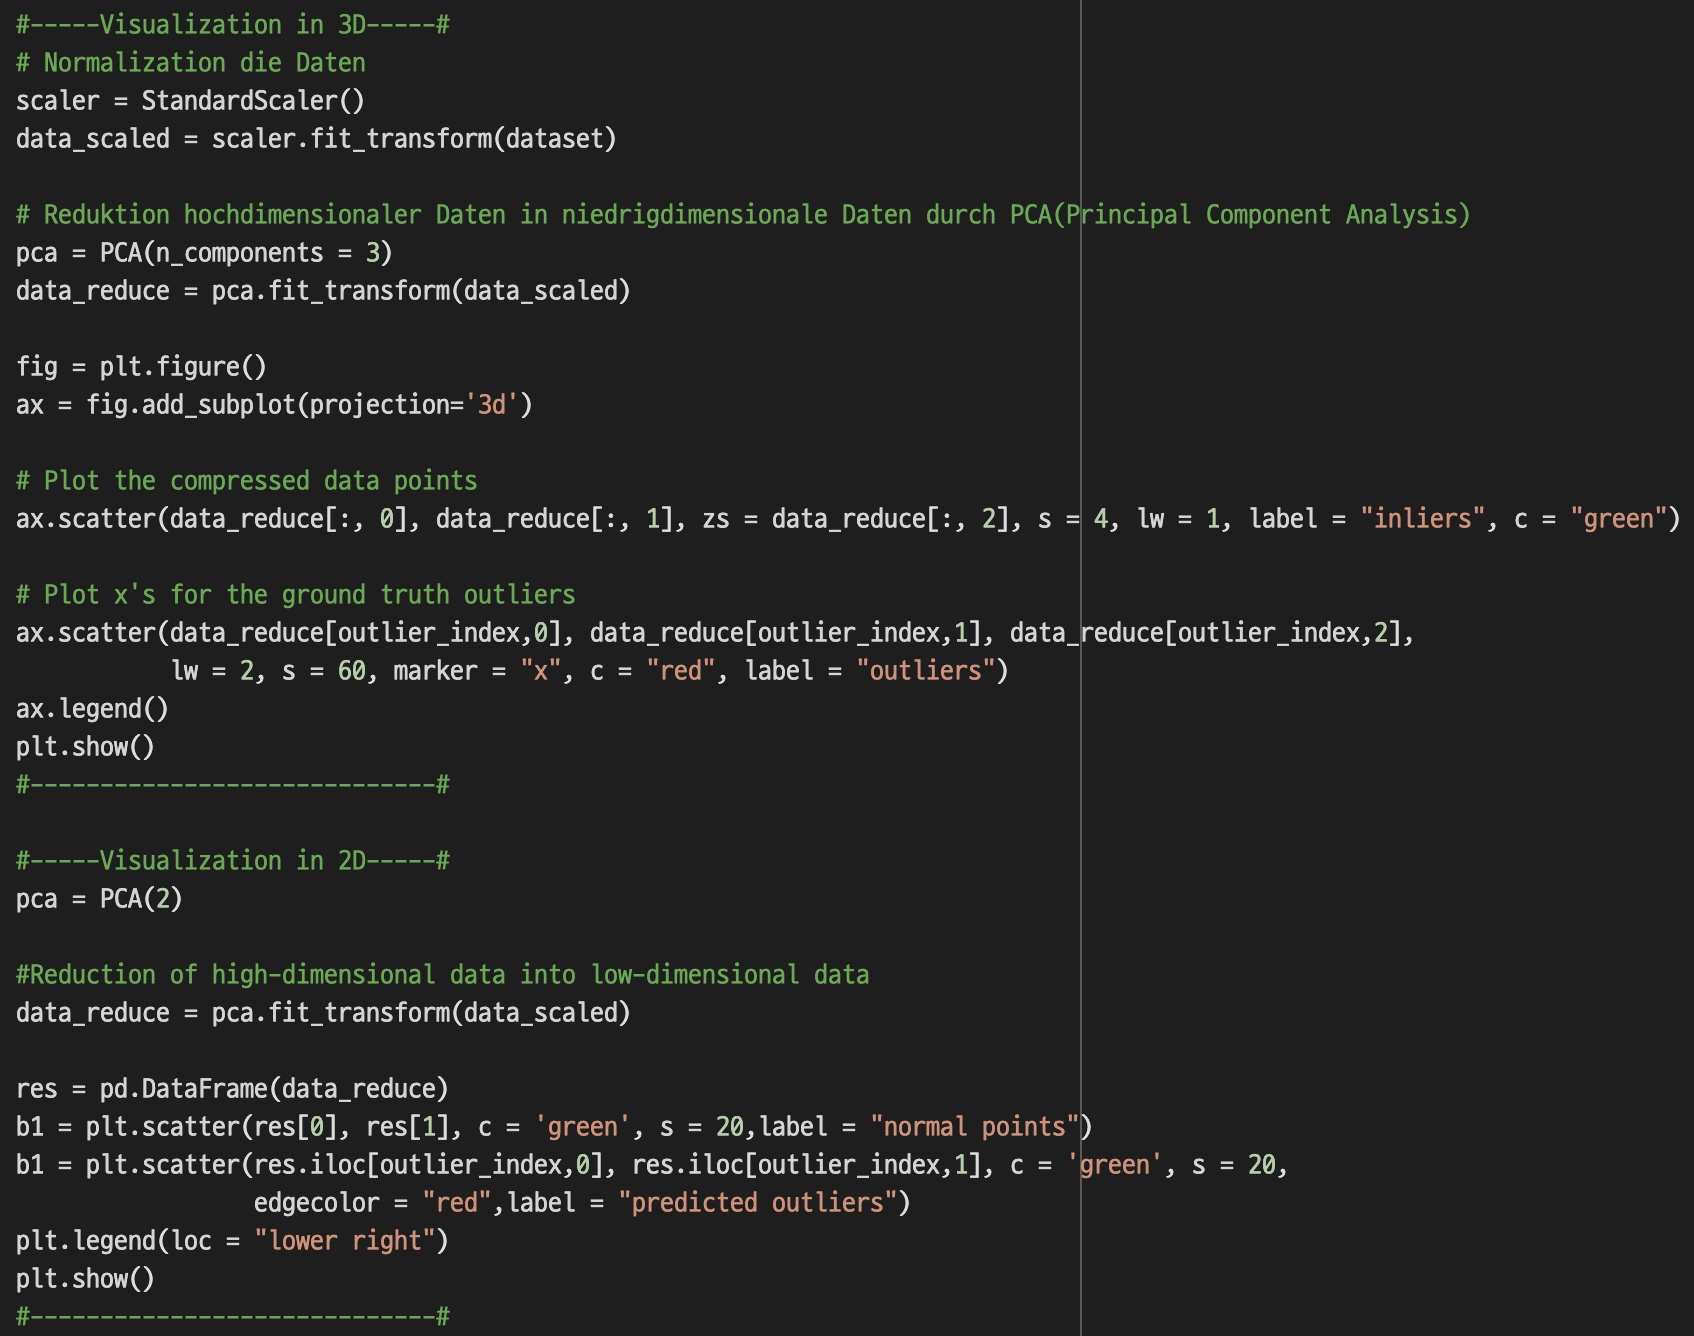 #-----Visualization in 3D-----#
# Normalization die Daten
scaler = StandardScaler()
data_scaled = scaler.fit_transform(dataset)
# Reduktion hochdimensionaler Daten in niedrigdimensionale Daten durch PCA(Principal Component Analysis)
pca = PCA(n_components = 3)
data_reduce = pca.fit_transform(data_scaled)
fig = plt.figure()
ax = fig.add_subplot(projection='3d')
# Plot the compressed data points
ax.scatter(data_reduce[:, 0], data_reduce[:, 1], zs = data_reduce[:, 2], s = 4, lw = 1, label = "inliers", c = "green")
# Plot x's for the ground truth outliers
ax.scatter(data_reduce[outlier_index,0], data_reduce[outlier_index,1], data_reduce[outlier_index,2],
           lw = 2, s = 60, marker = "x", c = "red", label = "outliers")
ax.legend()
plt.show()
#-----------------------------#
#-----Visualization in 2D-----#
pca = PCA(2)
#Reduction of high-dimensional data into low-dimensional data
data_reduce = pca.fit_transform(data_scaled)
res = pd.DataFrame(data_reduce)
b1 = plt.scatter(res[0], res[1], c = 'green', s = 20,label = "normal points")
b1 = plt.scatter(res.iloc[outlier_index,0], res.iloc[outlier_index,1], c = 'green', s = 20,
                 edgecolor = "red",label = "predicted outliers")
plt.legend(loc = "lower right")
plt.show()
#-----------------------------#